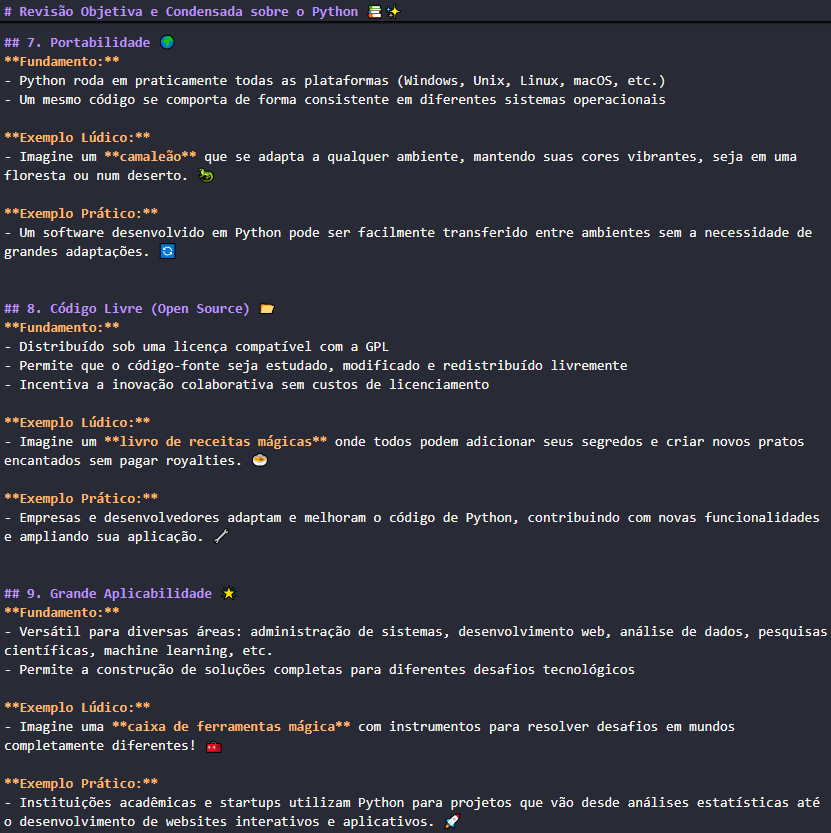 # Revisão Objetiva e Condensada sobre o Python 📚✨
## 7. Portabilidade 🌍
**Fundamento:**
- Python roda em praticamente todas as plataformas (Windows, Unix, Linux, macOS, etc.)
- Um mesmo código se comporta de forma consistente em diferentes sistemas operacionais
**Exemplo Lúdico:**
- Imagine um **camaleão** que se adapta a qualquer ambiente, mantendo suas cores vibrantes, seja em uma
floresta ou num deserto. 🦎
**Exemplo Prático:**
- Um software desenvolvido em Python pode ser facilmente transferido entre ambientes sem a necessidade de
grandes adaptações. 🔄
## 8. Código Livre (Open Source) 📂
**Fundamento:**
- Distribuído sob uma licença compatível com a GPL
- Permite que o código-fonte seja estudado, modificado e redistribuído livremente
- Incentiva a inovação colaborativa sem custos de licenciamento
**Exemplo Lúdico:**
- Imagine um **livro de receitas mágicas** onde todos podem adicionar seus segredos e criar novos pratos
encantados sem pagar royalties. 🍲
**Exemplo Prático:**
- Empresas e desenvolvedores adaptam e melhoram o código de Python, contribuindo com novas funcionalidades
e ampliando sua aplicação. 🔧
## 9. Grande Aplicabilidade 🌟
**Fundamento:**
- Versátil para diversas áreas: administração de sistemas, desenvolvimento web, análise de dados, pesquisas
científicas, machine learning, etc.
- Permite a construção de soluções completas para diferentes desafios tecnológicos
**Exemplo Lúdico:**
- Imagine uma **caixa de ferramentas mágica** com instrumentos para resolver desafios em mundos
completamente diferentes! 🧰
**Exemplo Prático:**
- Instituições acadêmicas e startups utilizam Python para projetos que vão desde análises estatísticas até
o desenvolvimento de websites interativos e aplicativos. 🚀